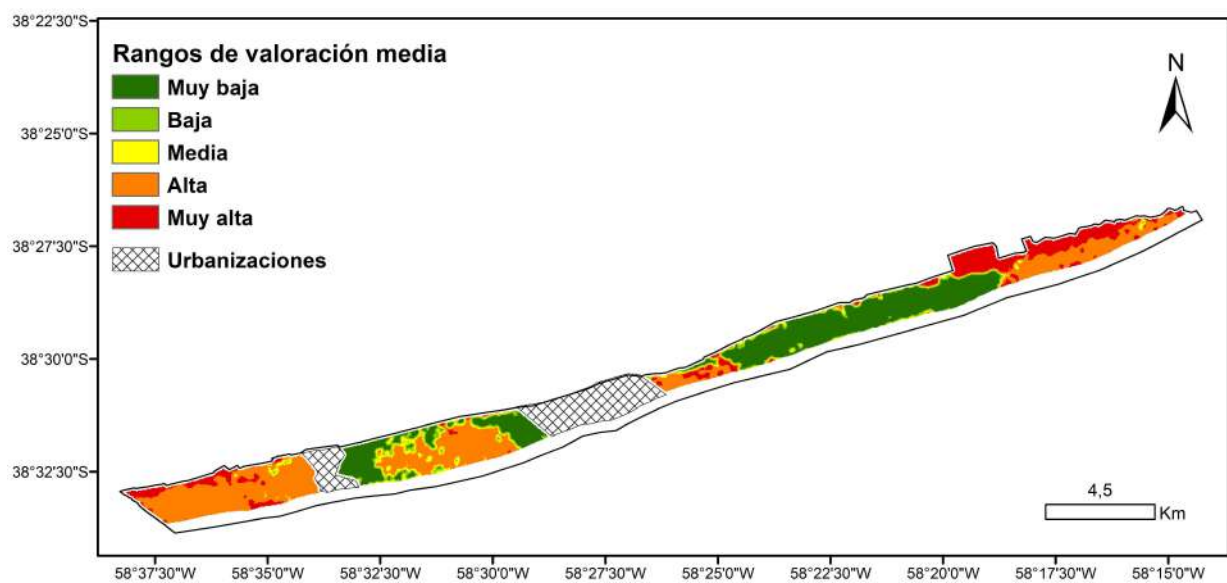 38°22'30"S
38°25'0"S
38°27'30"S
38°30'0"S
38°32'30"S
Rangos de valoración media
Muy baja
Baja
Media
Alta
Muy alta
Urbanizaciones
N
4,5
Km
58°37'30"W
58°35'0"W
58°32'30"W
58°30'0"W
58°27'30"W
58°25'0"W
58°22'30"W
58°20'0"W
58°17'30"W
58°15'0"W